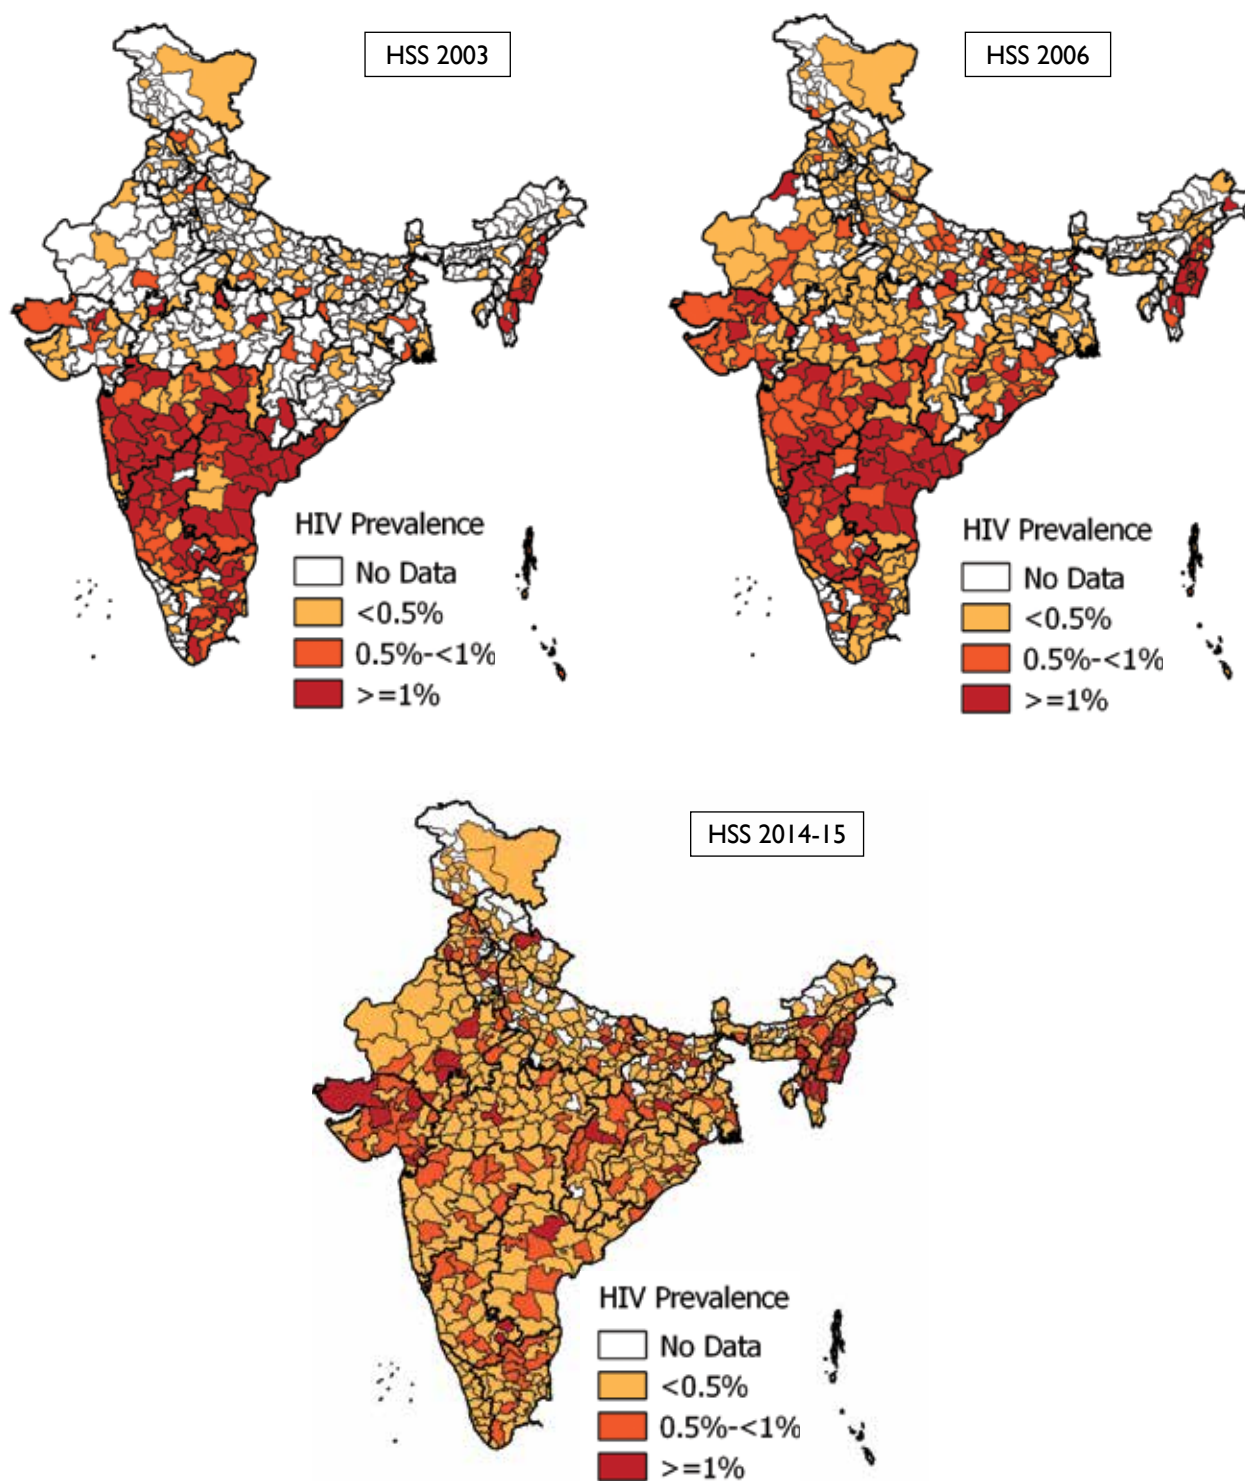 HSS 2003
HIV Prevalence
No Data
<0.5%
0.5%-<1%
>=1%
HSS 2006
HIV Prevalence
No Data
<0.5%
0.5%-<1%
>=1%
HSS 2014-15
HIV Prevalence
No Data
<0.5%
0.5%-<1%
>=1%